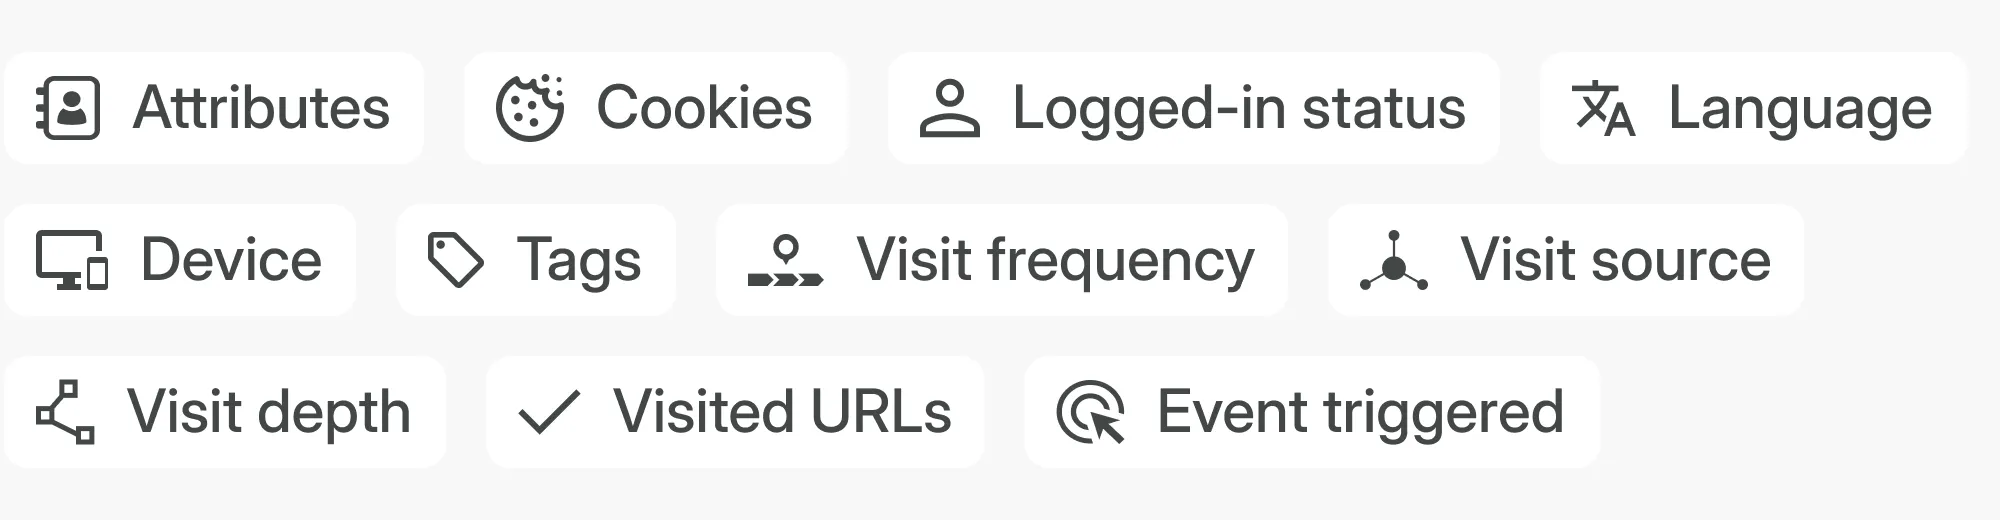 Attributes Cookies Logged-in status Language
Device Tags Visit frequency Visit source
Visit depth Visited URLs Event triggered